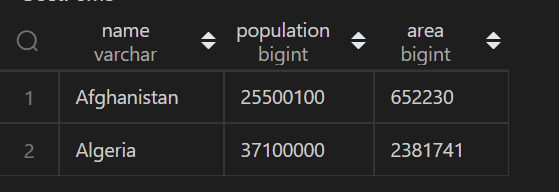 name population area
varchar bigint bigint
1 Afghanistan 25500100 652230
2 Algeria 37100000 2381741